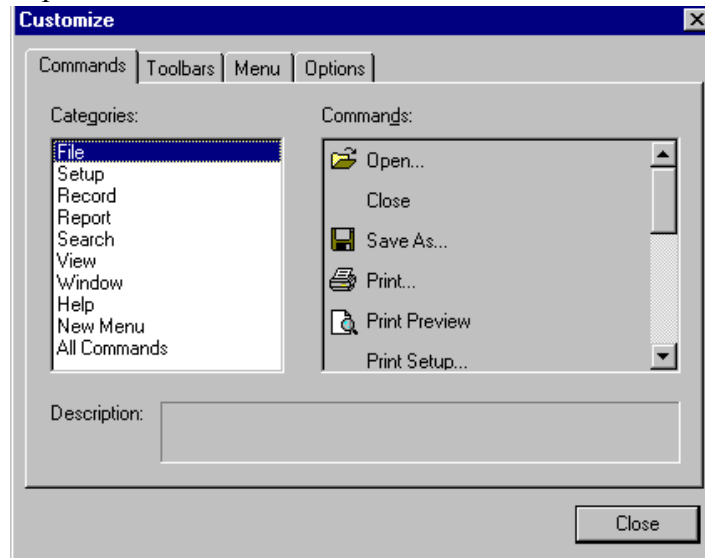 Customize
Commands Toolbars Menu Options
Categories:
File
Setup
Record
Report
Search
View
Window
Help
New Menu
All Commands
Commands:
Open...
Close
Save As...
Print...
Print Preview
Print Setup...
Description:
Close